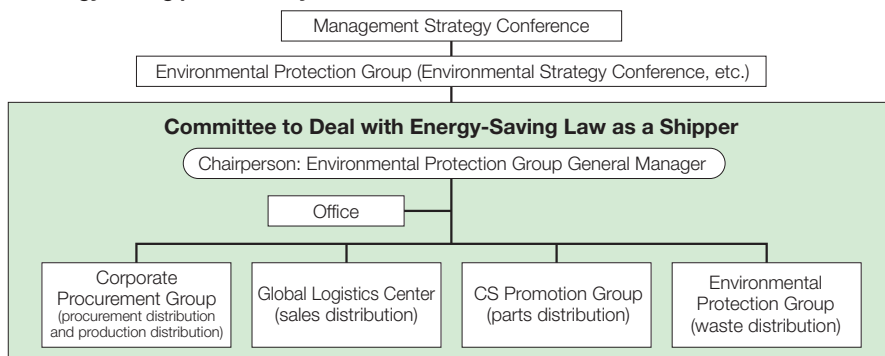 Management Strategy Conference
Environmental Protection Group (Environmental Strategy Conference, etc.)
Committee to Deal with Energy-Saving Law as a Shipper
Chairperson: Environmental Protection Group General Manager
Office
Corporate
Procurement Group
(procurement distribution
and production distribution)
Global Logistics Center
(sales distribution)
CS Promotion Group
(parts distribution)
Environmental
Protection Group
(waste distribution)